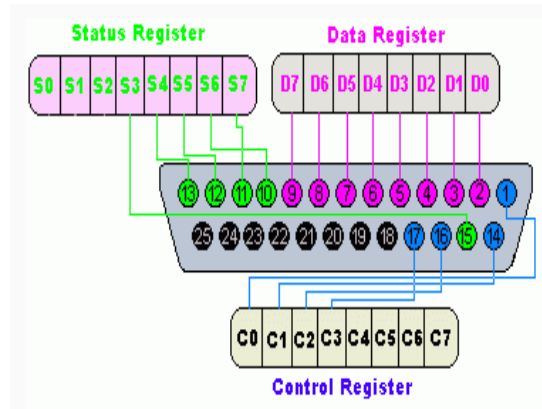 Status Register
Data Register
S0 S1 S2 S3 S4 S5 S6 S7
D7 D6 D5 D4 D3 D2 D1 D0
13 12 11 10 9 8 7 6 5 4 3 2 1
25 24 23 22 21 20 19 18 17 16 15 14
C0 C1 C2 C3 C4 C5 C6 C7
Control Register